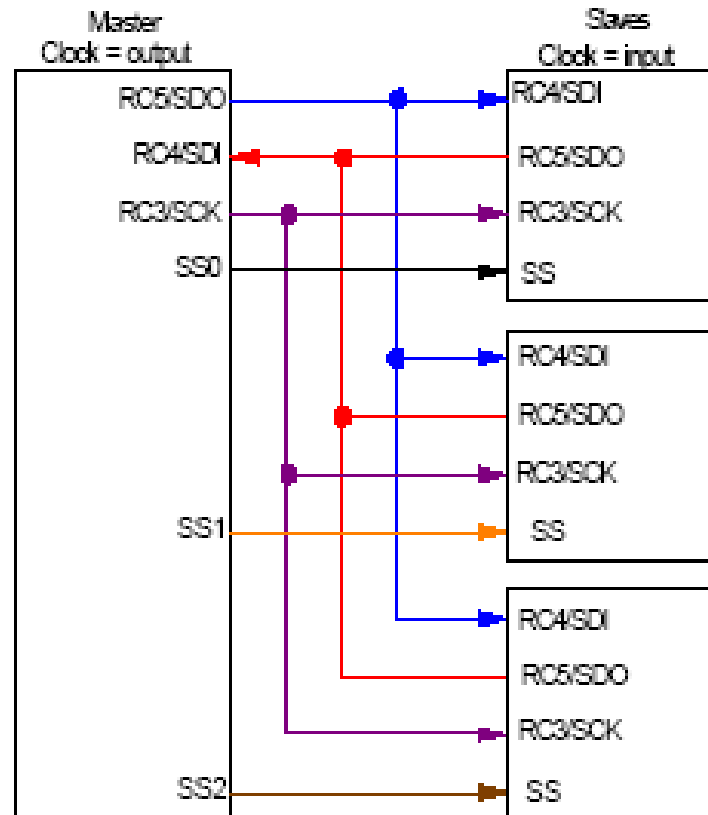 Master
Clock = output
Slaves
Clock = input
RC5/SDO
RC4/SDI
RC3/SCK
SS0
SS1
SS2
RC4/SDI
RC5/SDO
RC3/SCK
SS
RC4/SDI
RC5/SDO
RC3/SCK
SS
RC4/SDI
RC5/SDO
RC3/SCK
SS